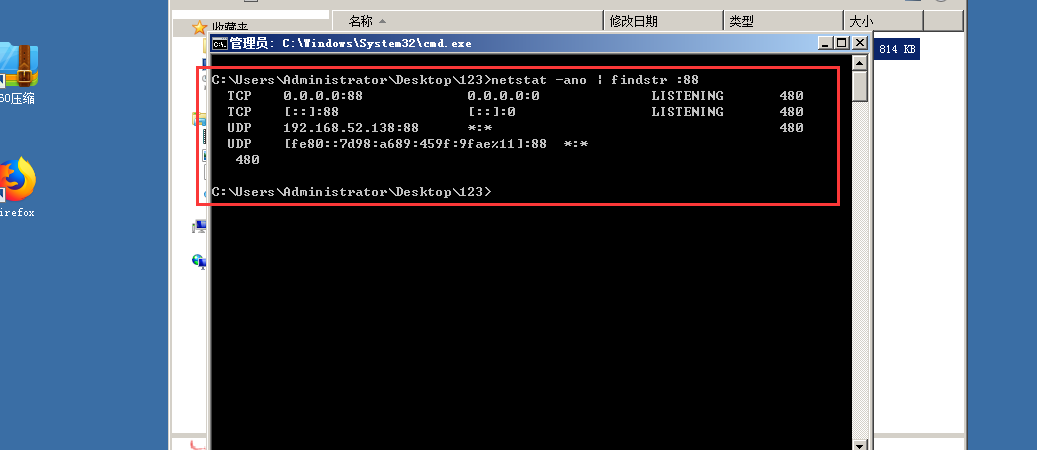 收藏夹
名称
修改日期
类型
大小
管理员: C:\Windows\System32\cmd.exe
814 KB
C:\Users\Administrator\Desktop\123>netstat -ano | findstr :88
TCP 0.0.0.0:88 0.0.0.0:0 LISTENING 480
TCP [::]:88 [::]:0 LISTENING 480
UDP 192.168.52.138:88 *:* 480
UDP [fe80::7d98:a689:459f:9fae%11]:88 *:*
480
C:\Users\Administrator\Desktop\123>
60压缩
irefox